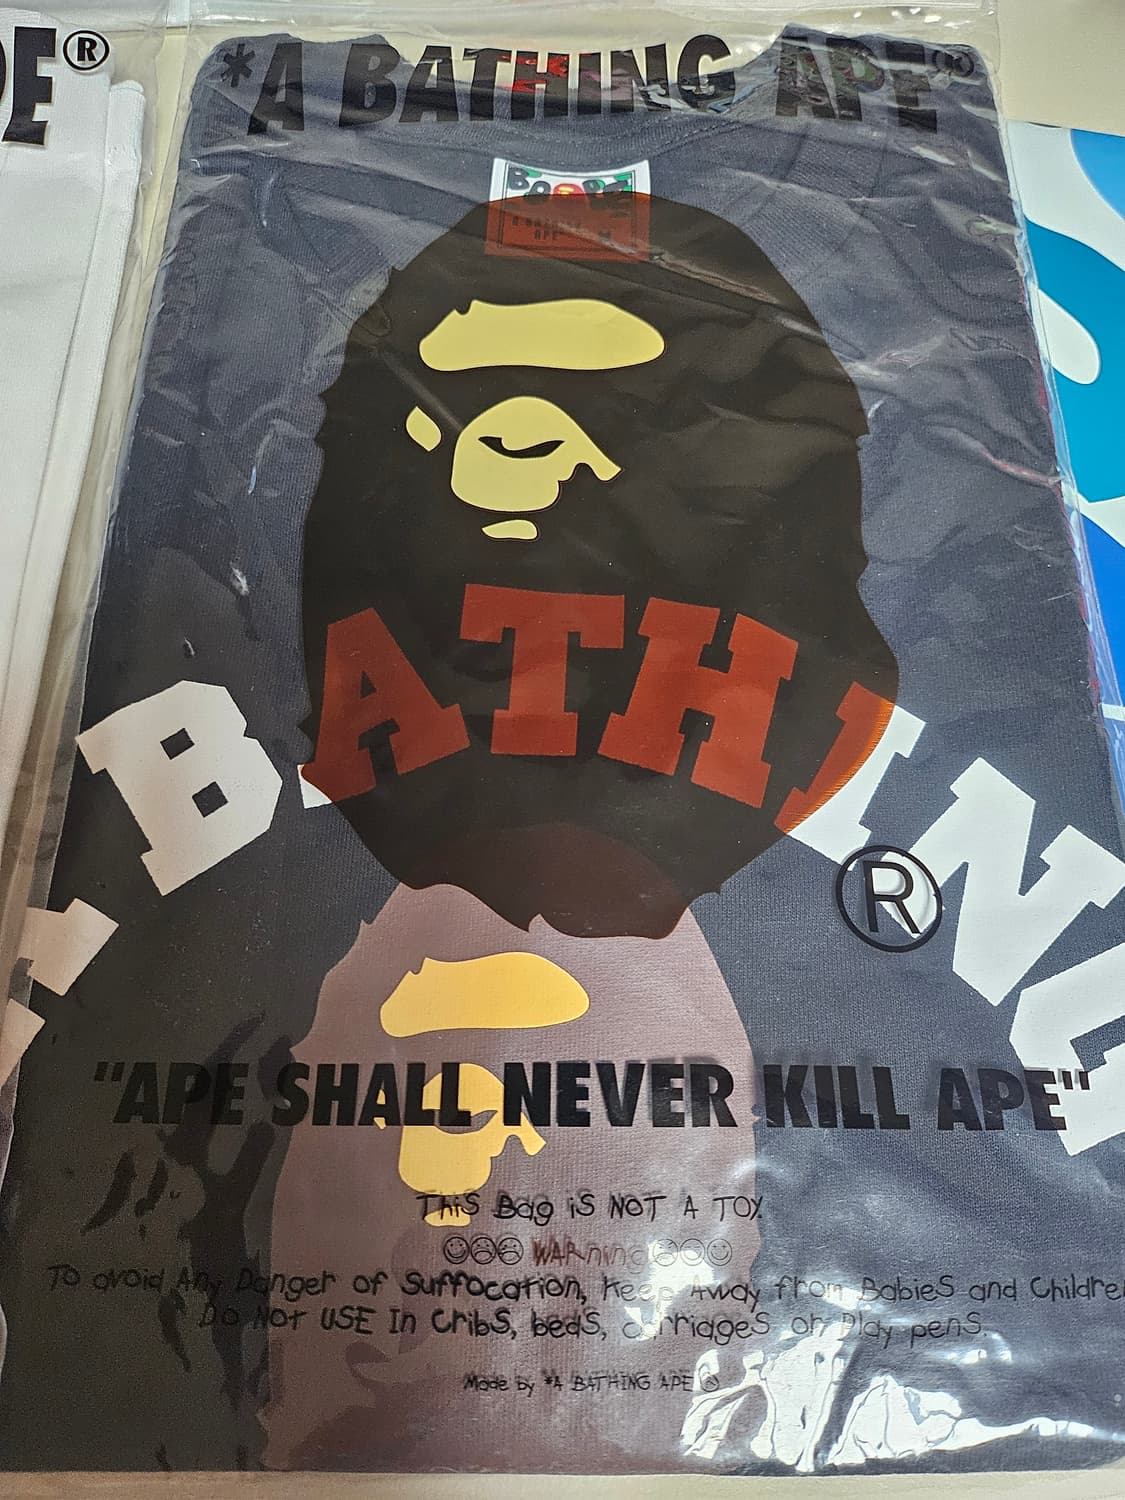 E®
*A BATHING APE®
BATHING
®
"APE SHALL NEVER KILL APE"
THiS Bag iS NOT A TOY.
WARning
To avoid Any Danger of Suffocation, Keep Away from Babies and Children
Do Not USE In CribS, bedS, carriages or Play pens.
Made by *A BATHING APE®